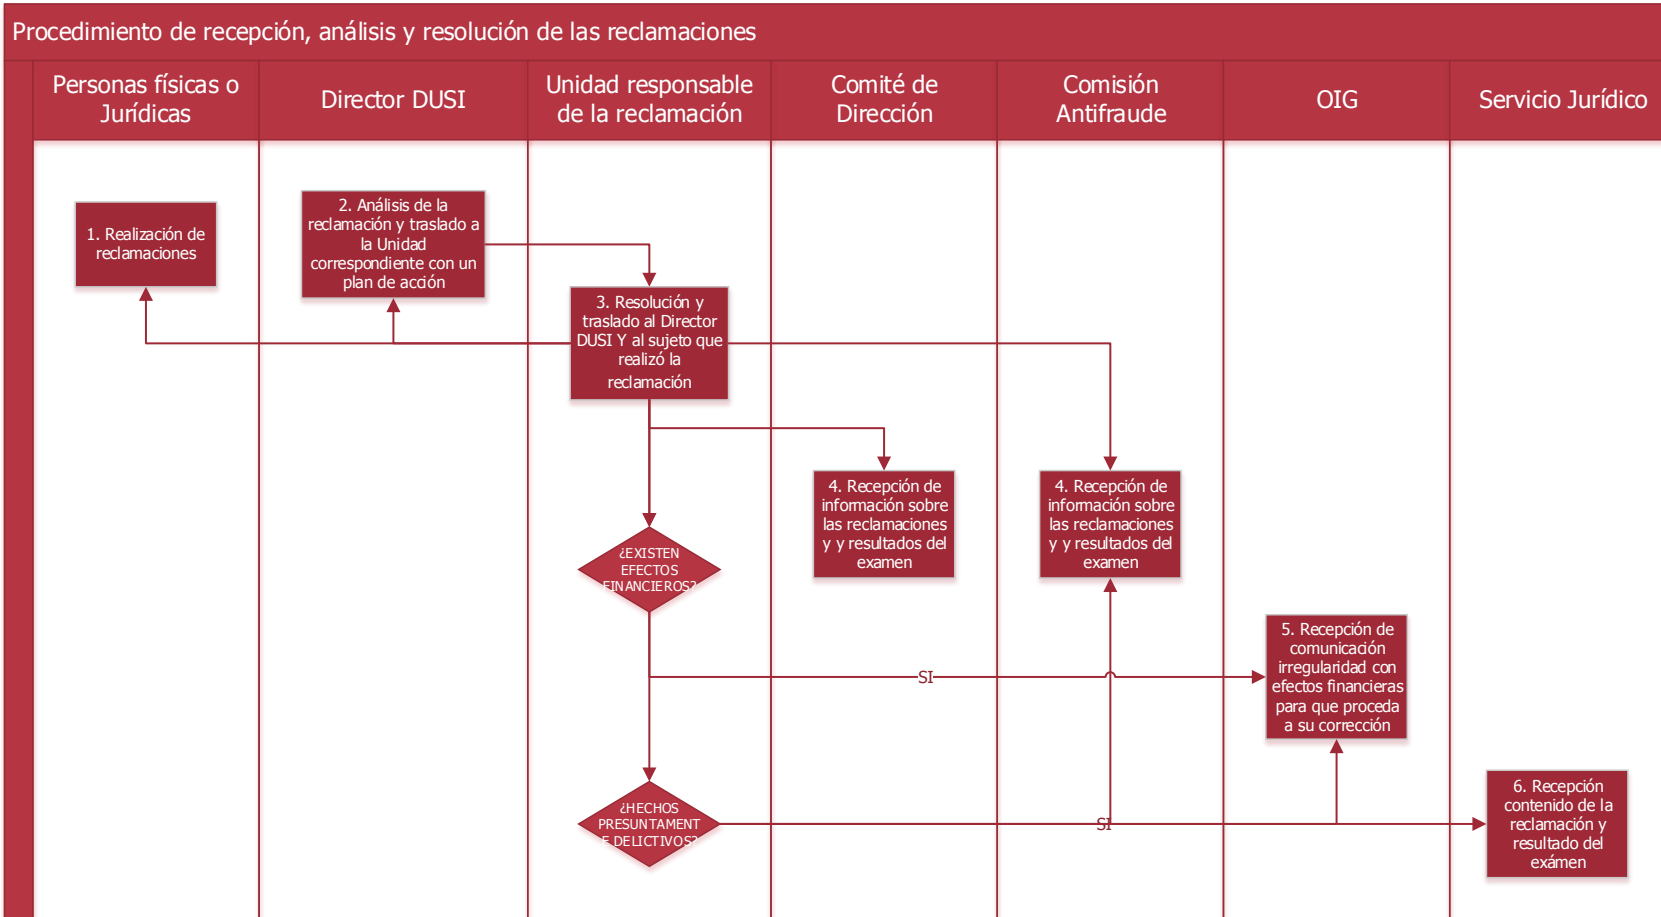 Procedimiento de recepción, análisis y resolución de las reclamaciones
Personas físicas o
Jurídicas
Director DUSI
Unidad responsable
de la reclamación
Comité de
Dirección
Comisión
Antifraude
OIG
Servicio Jurídico
1. Realización de
reclamaciones
2. Análisis de la
reclamación y traslado a
la Unidad
correspondiente con un
plan de acción
3. Resolución y
traslado al Director
DUSI Y al sujeto que
realizó la
reclamación
4. Recepción de
información sobre
las reclamaciones
y y resultados del
examen
4. Recepción de
información sobre
las reclamaciones
y y resultados del
examen
¿EXISTEN
EFECTOS
FINANCIEROS?
5. Recepción de
comunicación
irregularidad con
efectos financieras
para que proceda
a su corrección
SI
¿HECHOS
PRESUNTAMENT
E DELICTIVOS?
SI
6. Recepción
contenido de la
reclamación y
resultado del
exámen